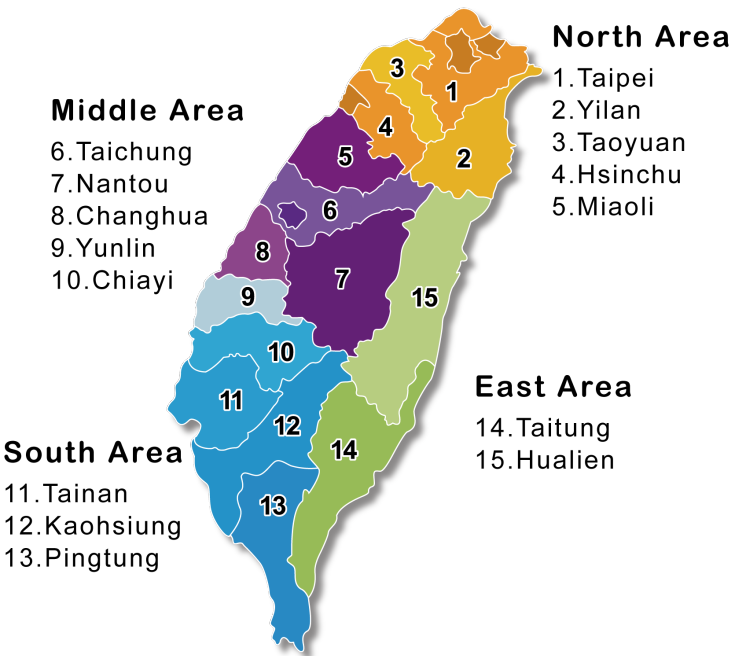 North Area
1.Taipei
2.Yilan
3.Taoyuan
4.Hsinchu
5.Miaoli
Middle Area
6.Taichung
7.Nantou
8.Changhua
9.Yunlin
10.Chiayi
East Area
14.Taitung
15.Hualien
South Area
11.Tainan
12.Kaohsiung
13.Pingtung
3
1
4
5
2
6
8
7
9
15
10
11
12
14
13